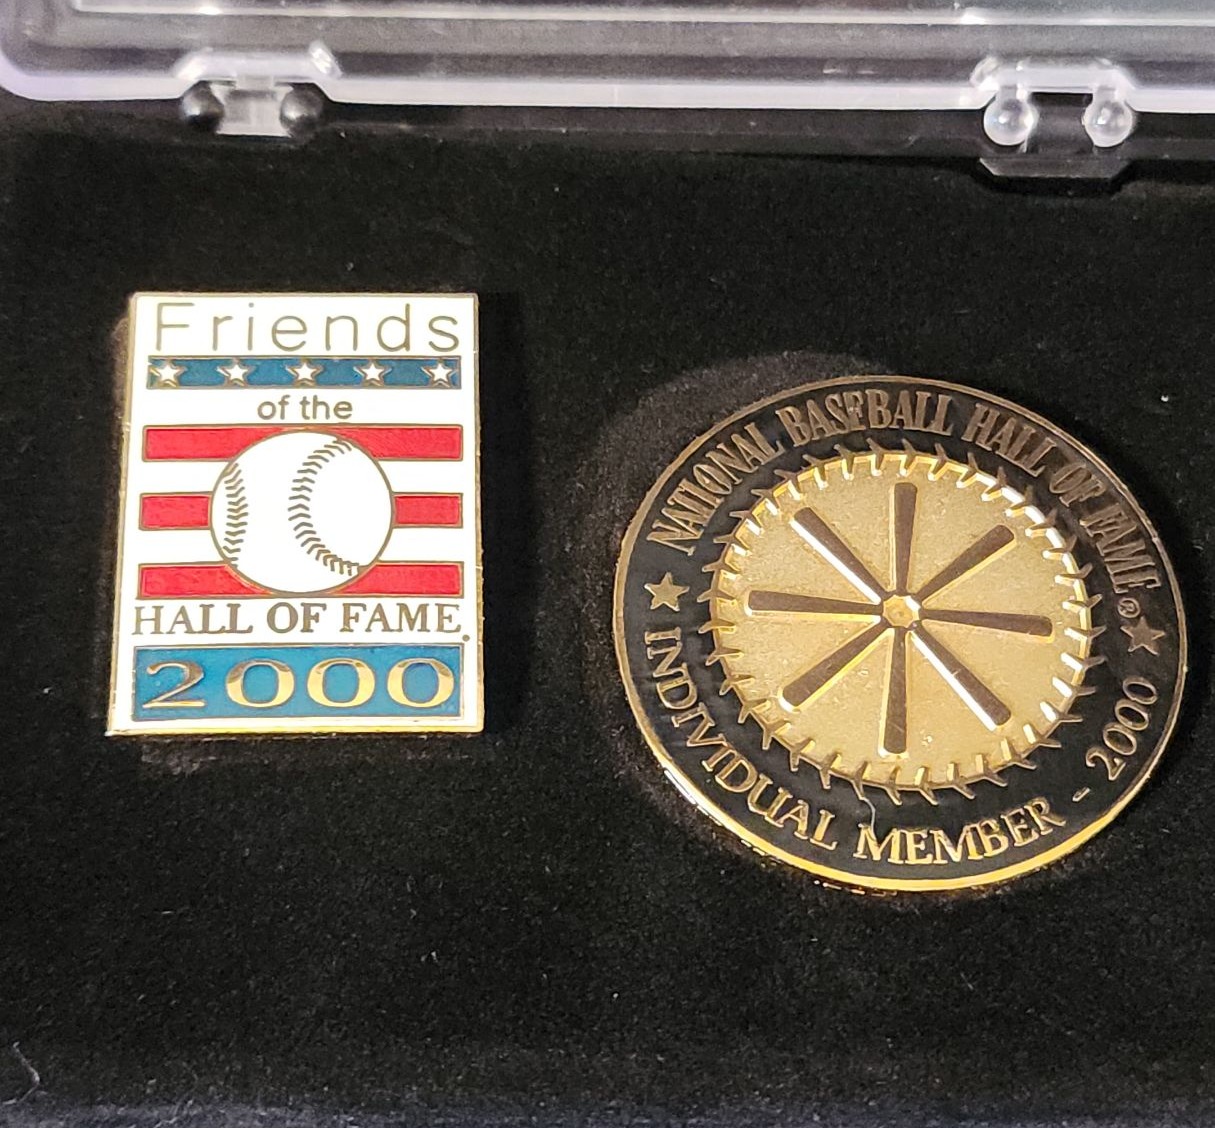 Friends
of the
HALL OF FAME.
2000
NATIONAL BASEBALL HALL OF FAME®
INDIVIDUAL MEMBER - 2000